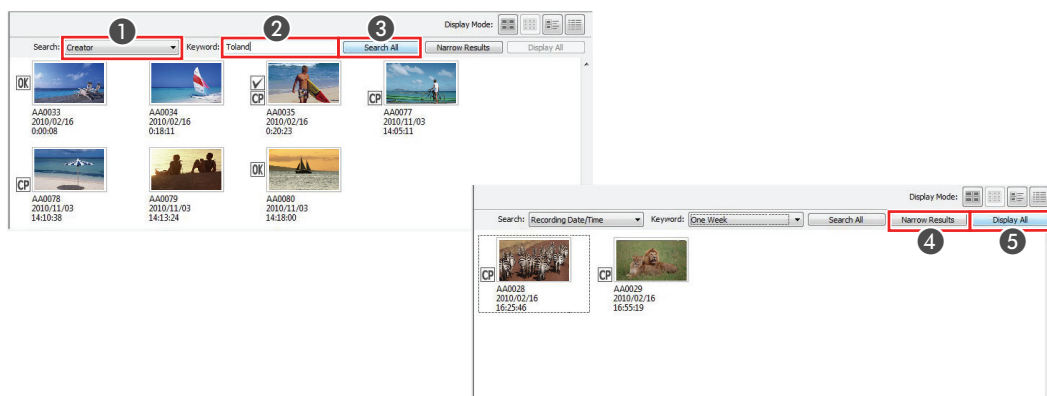 1
2
3
Display Mode:
Search: Creator Keyword: Toland Search All Narrow Results Display All
OK
CP
CP
AA0033 AA0034 AA0035 AA0077
2010/02/16 2010/02/16 2010/02/16 2010/11/03
0:00:08 0:18:11 0:20:23 14:05:11
CP
OK
AA0078 AA0079 AA0080
2010/11/03 2010/11/03 2010/11/03
14:10:38 14:13:24 14:18:00
Display Mode:
Search: Recording Date/Time Keyword: One Week Search All Narrow Results Display All
4
5
CP
CP
AA0028 AA0029
2010/02/16 2010/02/16
16:25:46 16:55:19